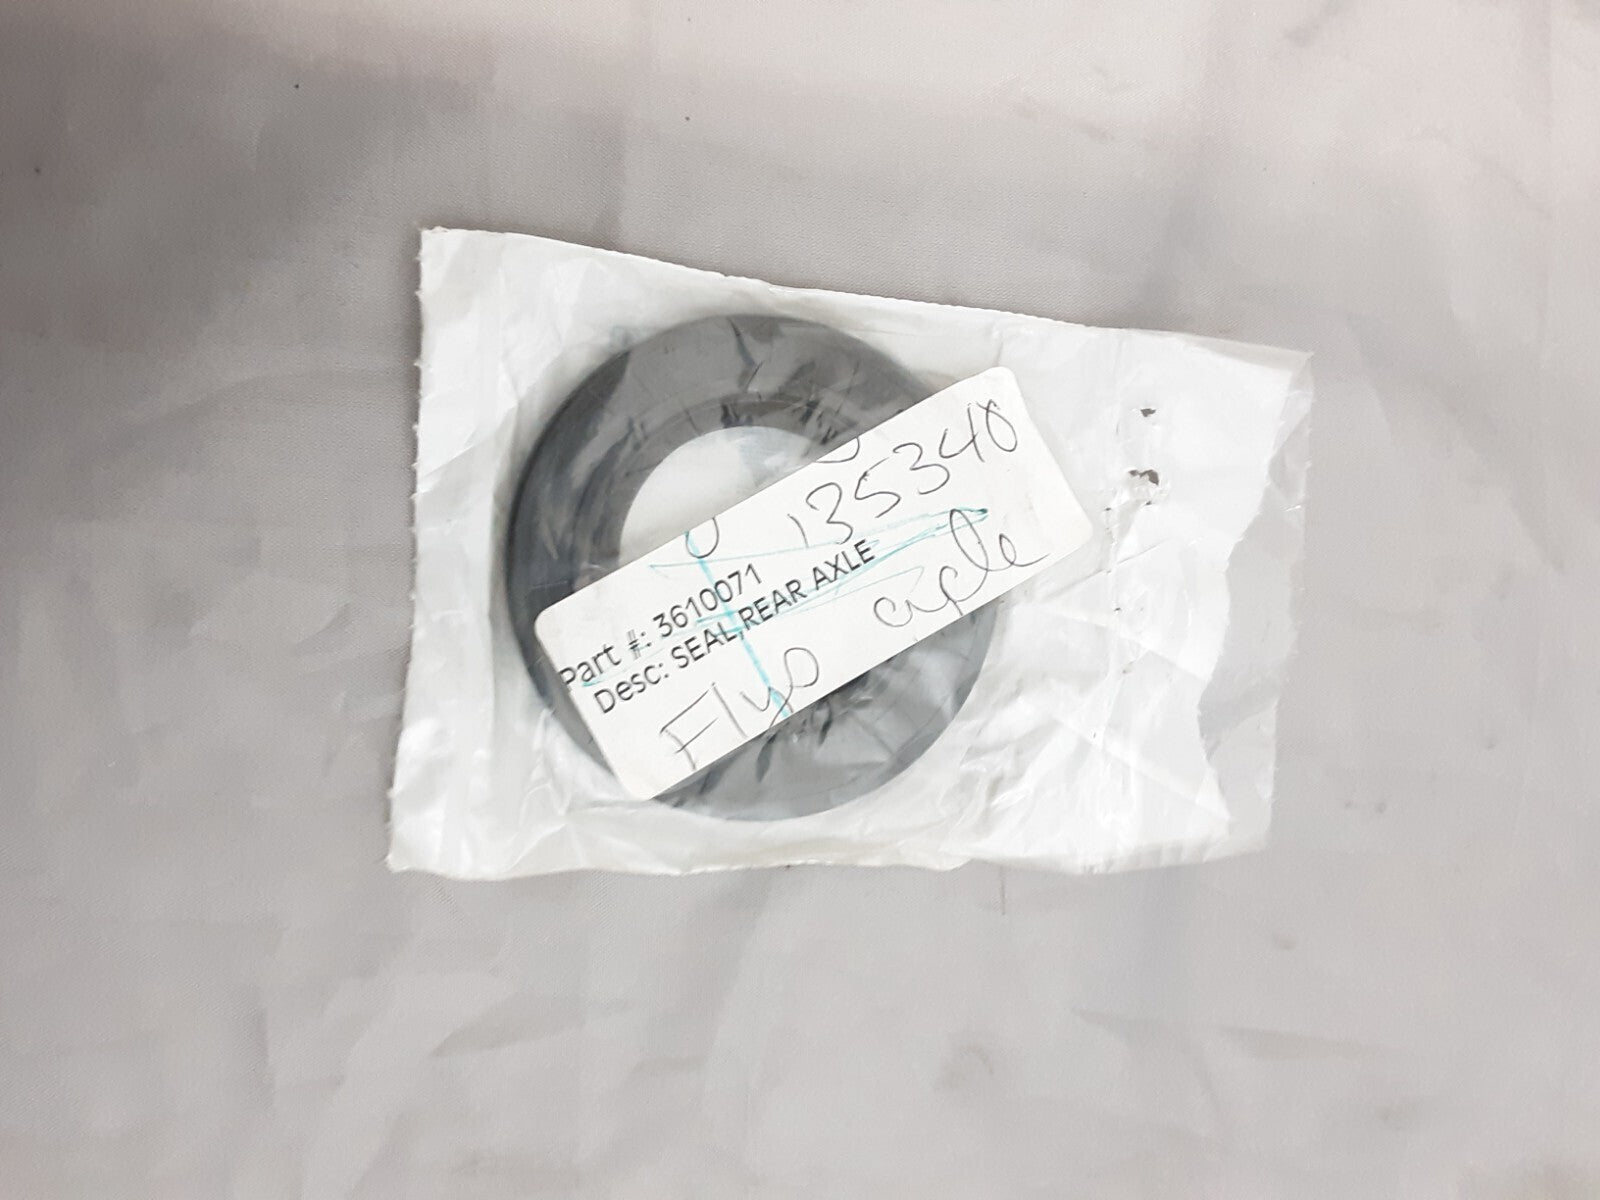 135340
Part #: 3610071
Desc: SEAL,REAR AXLE
Flyo cycle